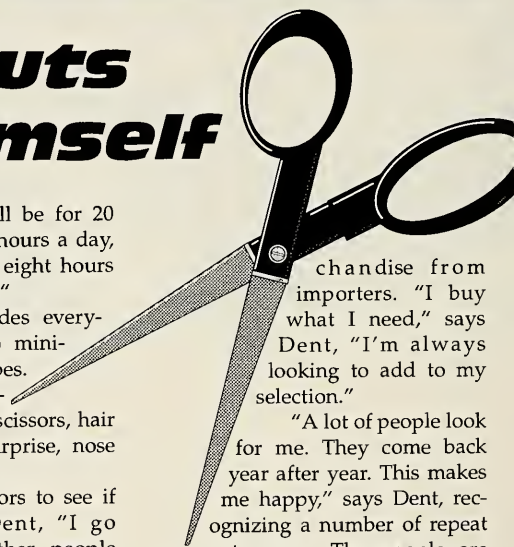 uts
mself
ll be for 20
hours a day,
eight hours
"
des every-
mini-
pes.
-
scissors, hair
rprise, nose
ors to see if
ent, "I go
ther people
chandise from
importers. "I buy
what I need," says
Dent, "I'm always
looking to add to my
selection."
"A lot of people look
for me. They come back
year after year. This makes
me happy," says Dent, rec-
ognizing a number of repeat